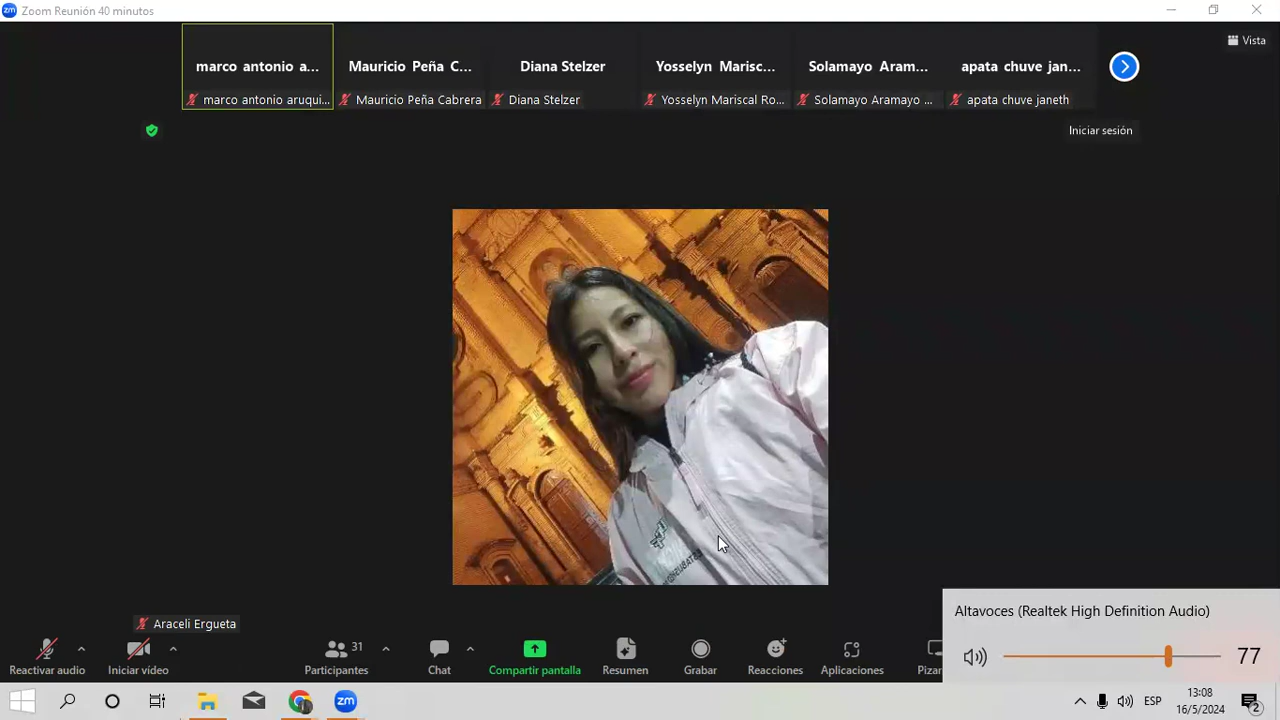 Zoom Reunión 40 minutos
Vista
marco antonio a...
Mauricio Peña C...
Diana Stelzer
Yosselyn Marisc...
Solamayo Aram...
apata chuve jan...
marco antonio aruqui...
Mauricio Peña Cabrera
Diana Stelzer
Yosselyn Mariscal Ro...
Solamayo Aramayo ...
apata chuve janeth
Iniciar sesión
Araceli Ergueta
Altavoces (Realtek High Definition Audio)
77
Reactivar audio
Iniciar vídeo
31
Participantes
Chat
Compartir pantalla
Resumen
Grabar
Reacciones
Aplicaciones
Pizar
zm
ESP
13:08
16/5/2024
2